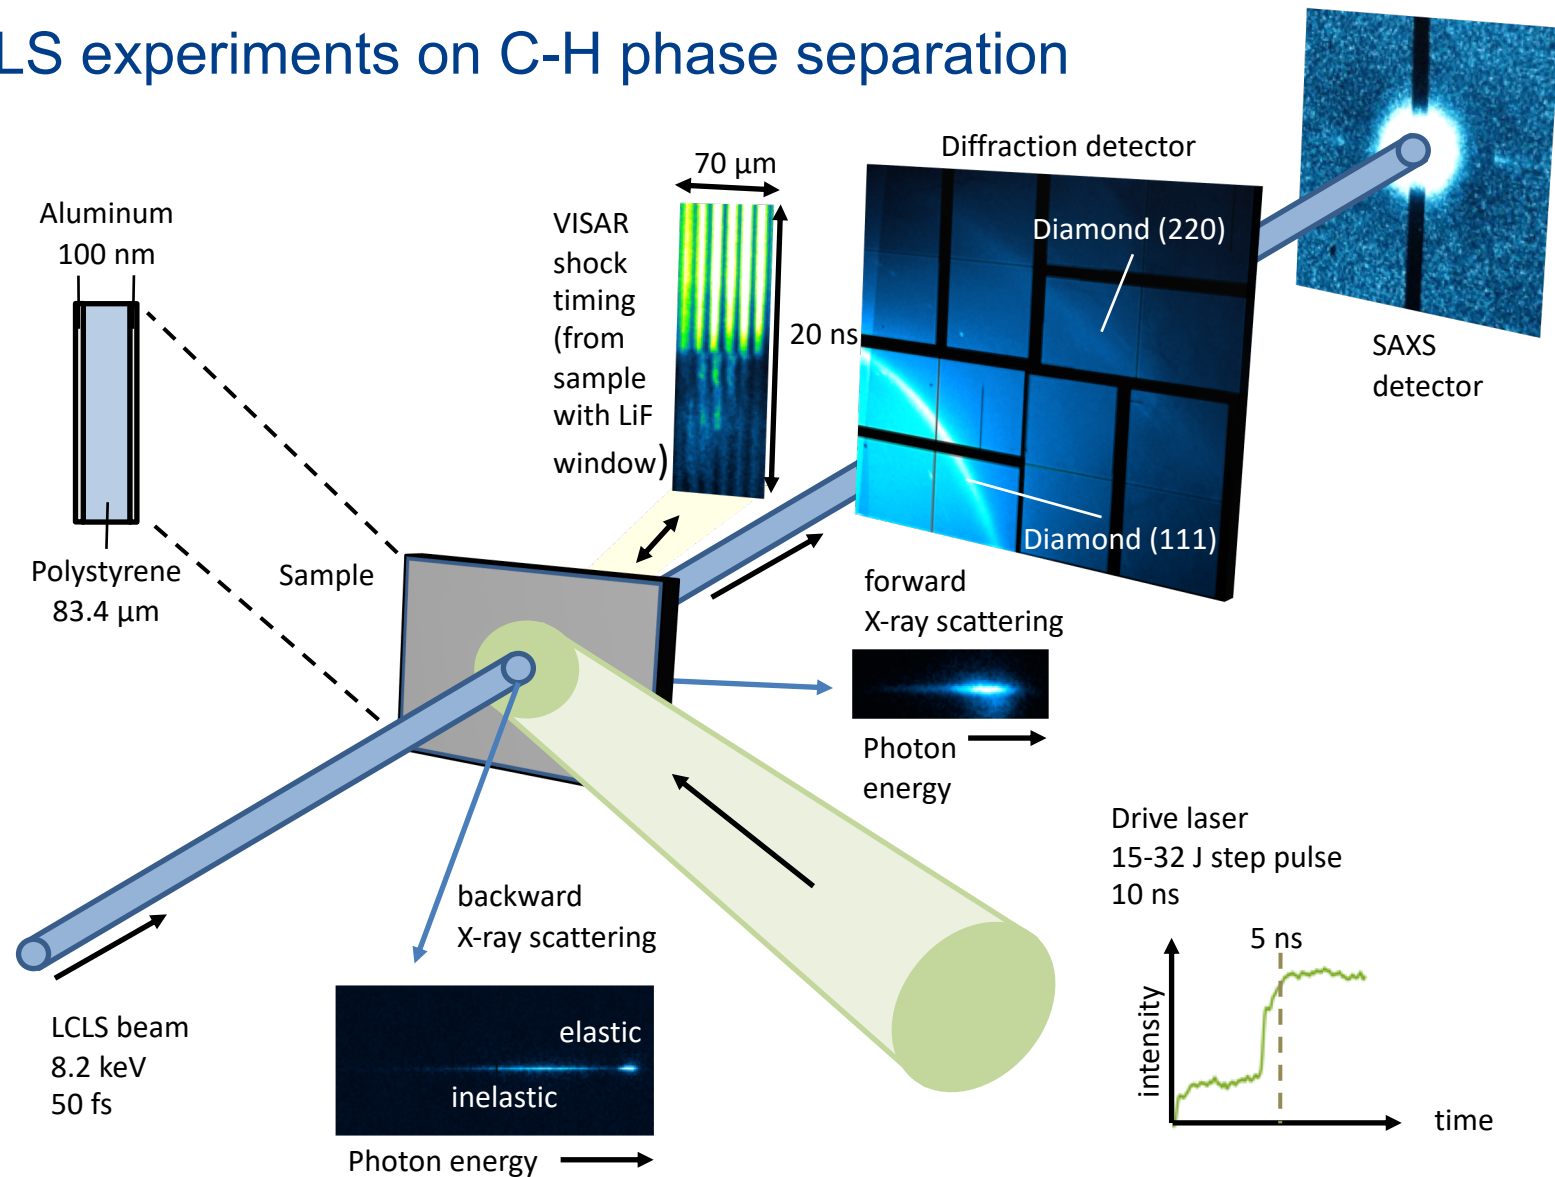 LS experiments on C-H phase separation
Aluminum
100 nm
Polystyrene
83.4 µm
Sample
VISAR
shock
timing
(from
sample
with LiF
window)
70 µm
20 ns
Diffraction detector
Diamond (220)
Diamond (111)
SAXS
detector
forward
X-ray scattering
Photon
energy
backward
X-ray scattering
elastic
inelastic
Photon energy
LCLS beam
8.2 keV
50 fs
Drive laser
15-32 J step pulse
10 ns
5 ns
intensity
time